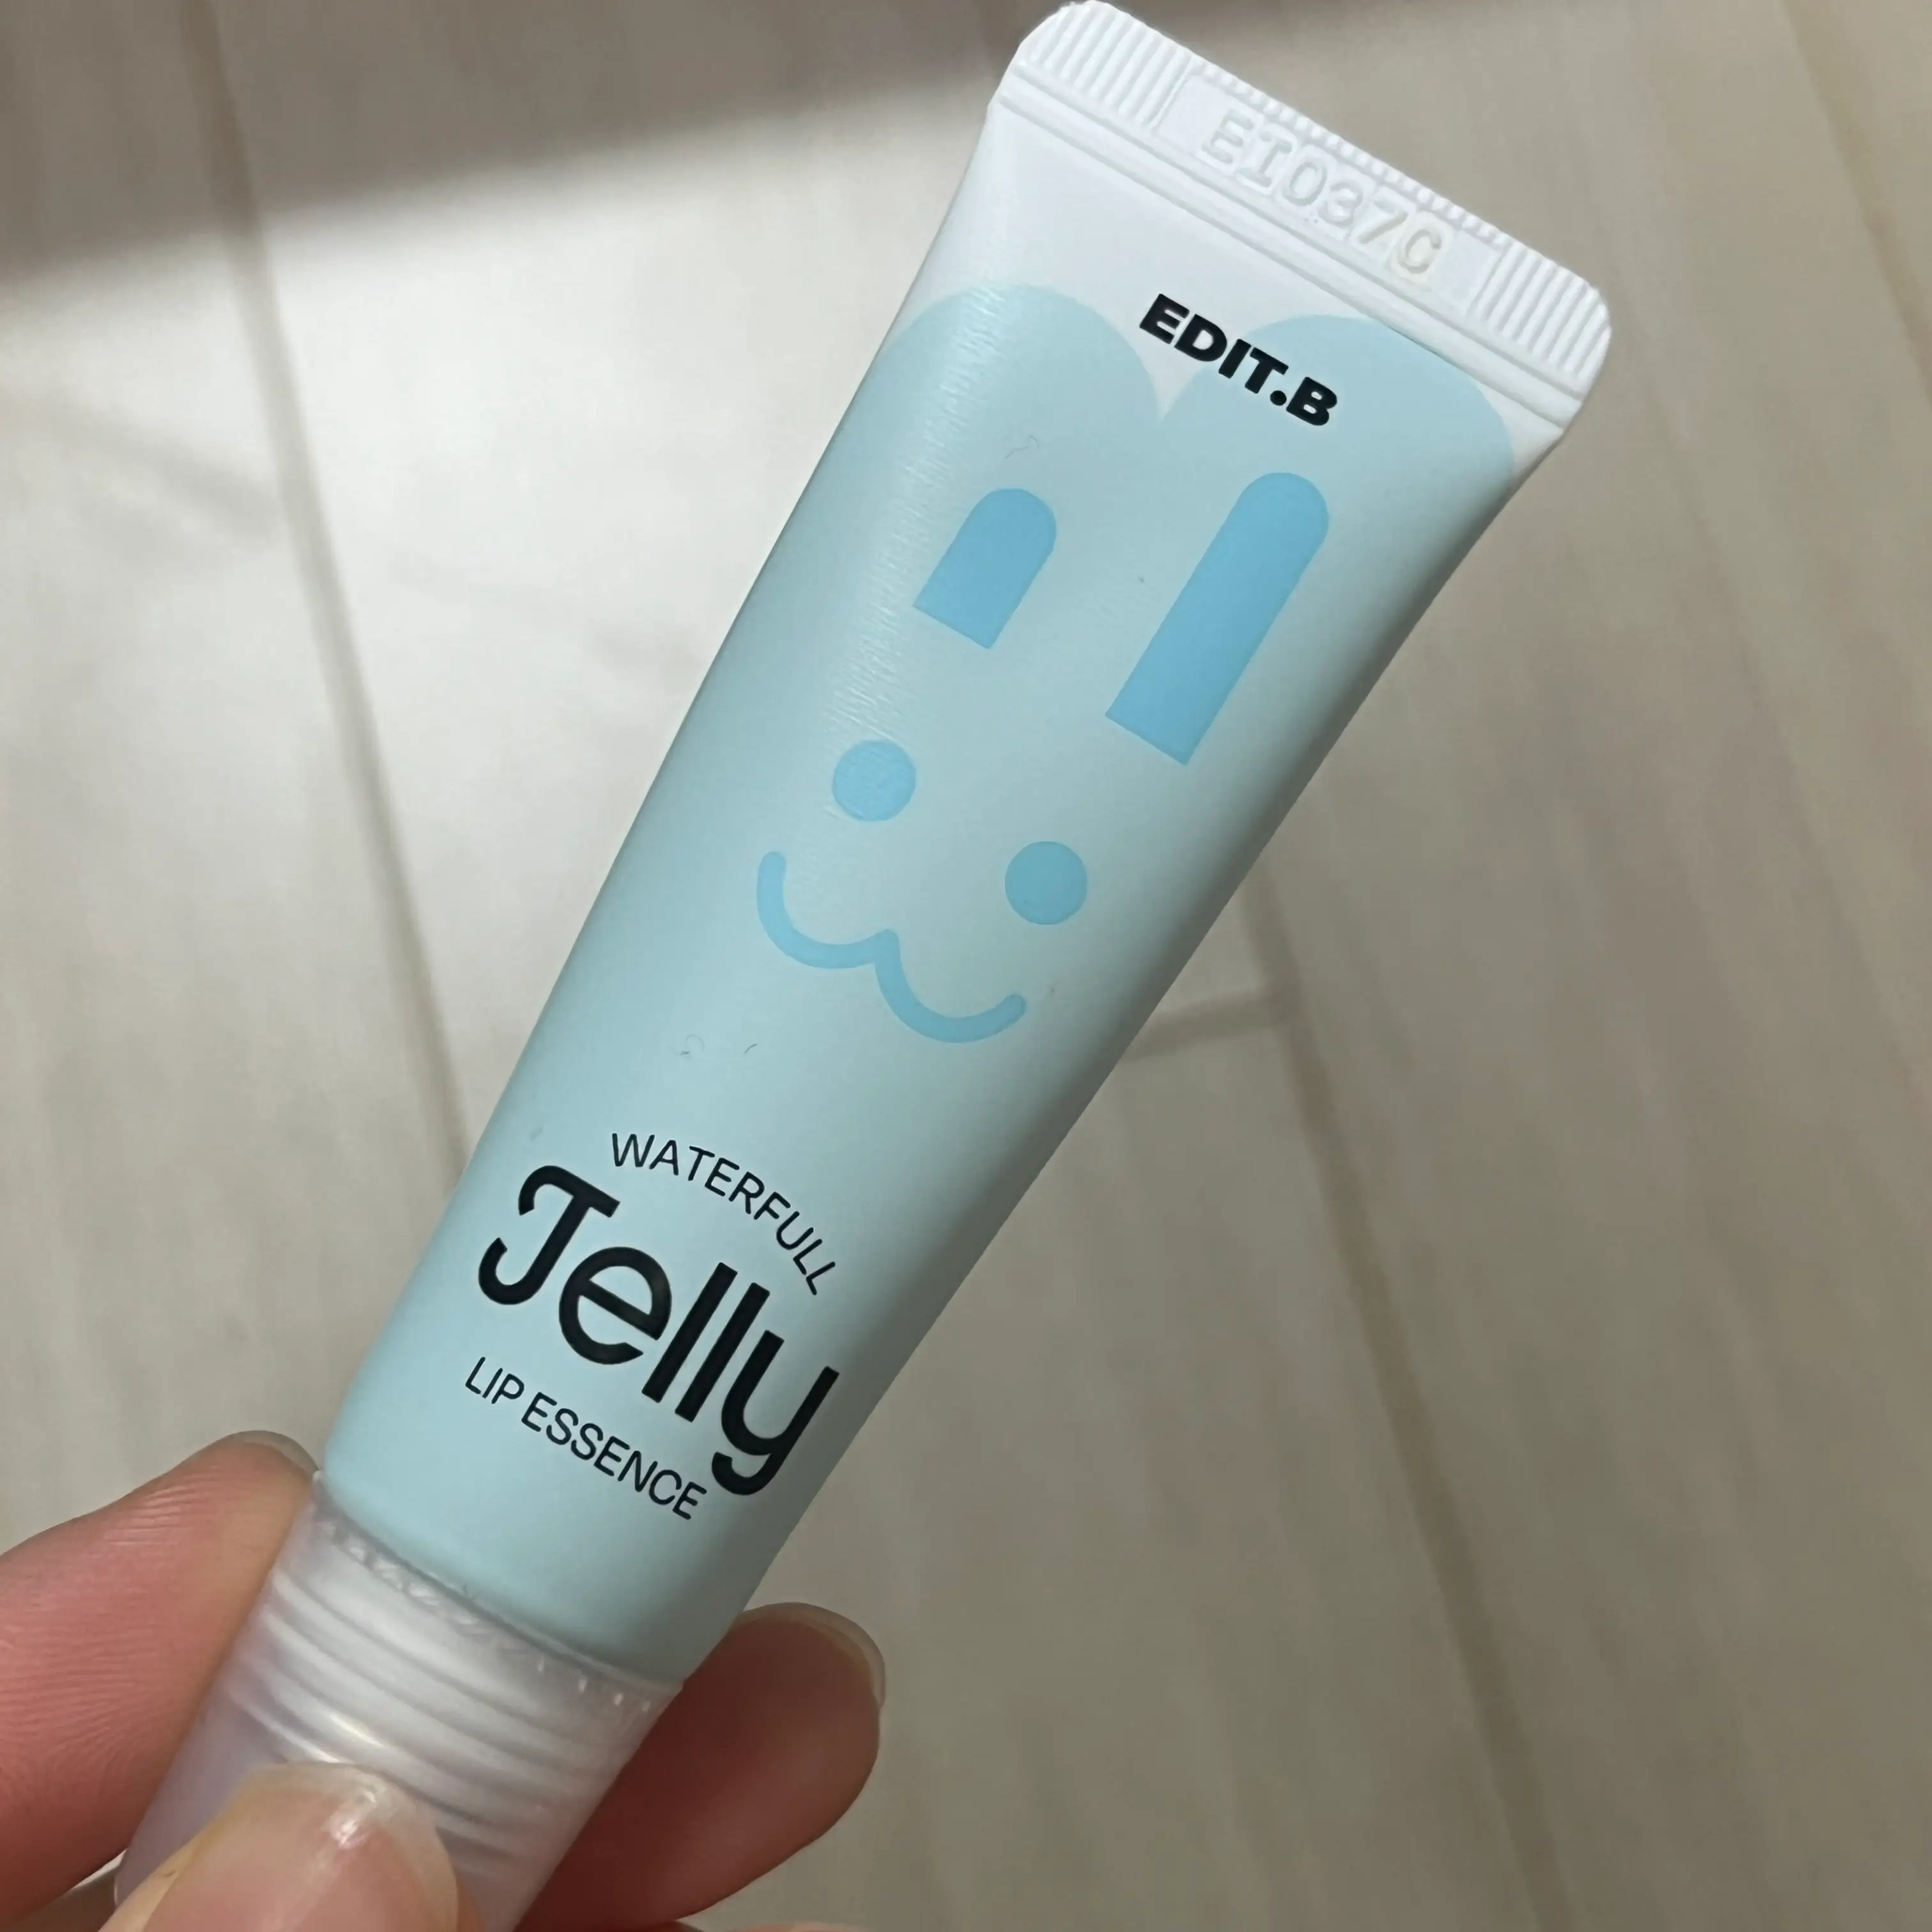 EI037C
EDIT.B
WATERFULL
Jelly
LIP ESSENCE